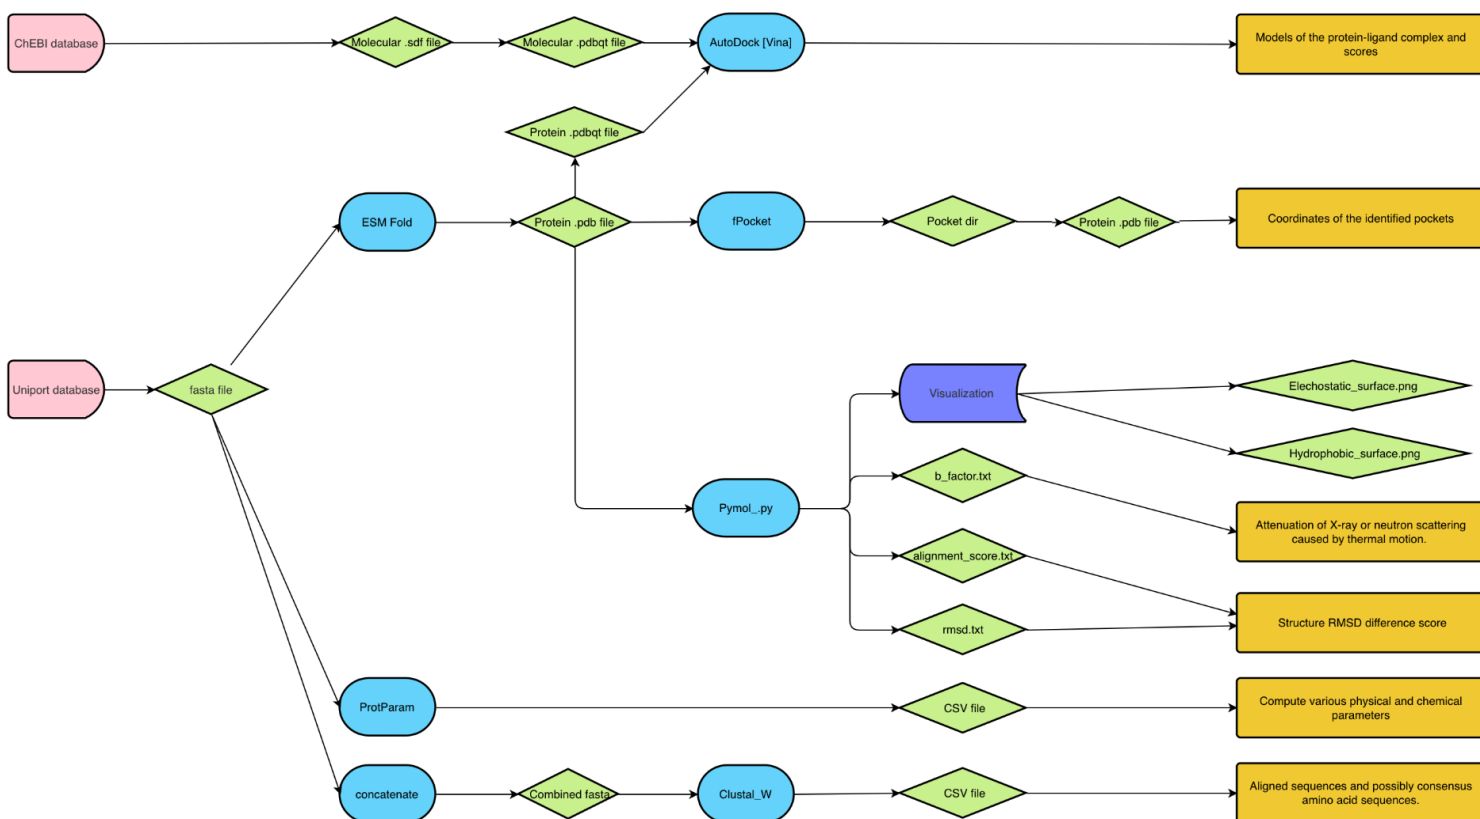 ChEBI database
Molecular .sdf file
Molecular .pdbqt file
AutoDock [Vina]
Models of the protein-ligand complex and
scores
Protein .pdbqt file
ESM Fold
Protein .pdb file
fPocket
Pocket dir
Protein .pdb file
Coordinates of the identified pockets
Uniport database
fasta file
Visualization
Elechostatic_surface.png
Hydrophobic_surface.png
b_factor.txt
Pymol_.py
Attenuation of X-ray or neutron scattering
caused by thermal motion.
alignment_score.txt
rmsd.txt
Structure RMSD difference score
ProtParam
CSV file
Compute various physical and chemical
parameters
concatenate
Combined fasta
Clustal_W
CSV file
Aligned sequences and possibly consensus
amino acid sequences.